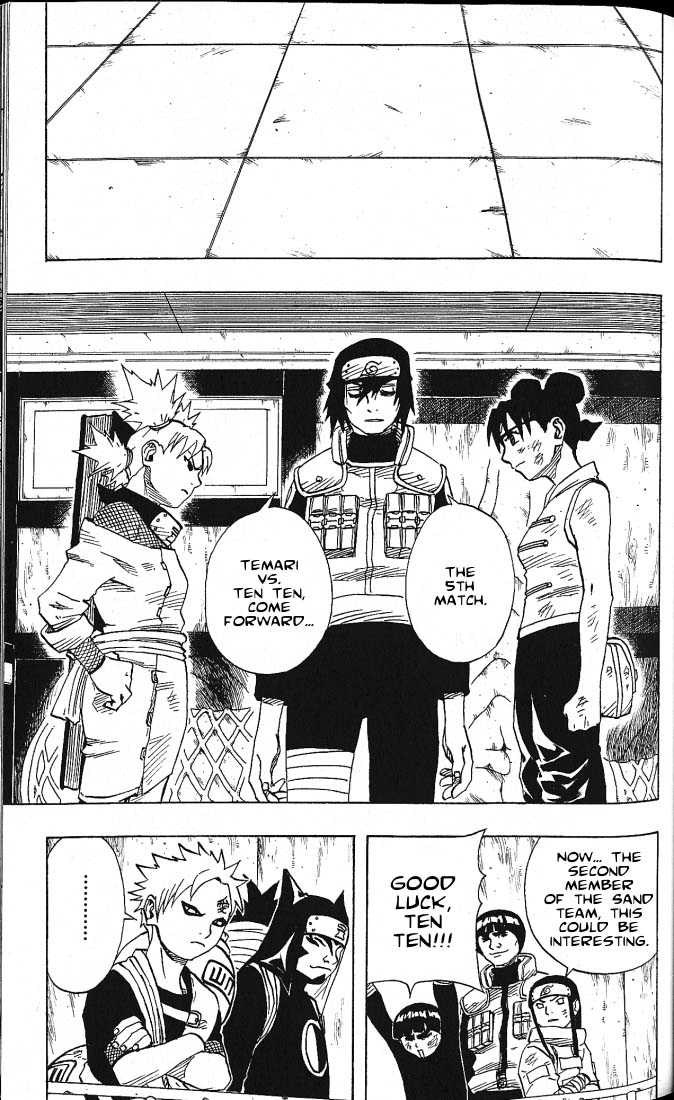 THE
5TH
MATCH.
TEMARI
VS.
TEN TEN,
COME
FORWARD...
NOW... THE
SECOND
MEMBER
OF THE SAND
TEAM, THIS
COULD BE
INTERESTING.
GOOD
LUCK,
TEN
TEN!!!
.........